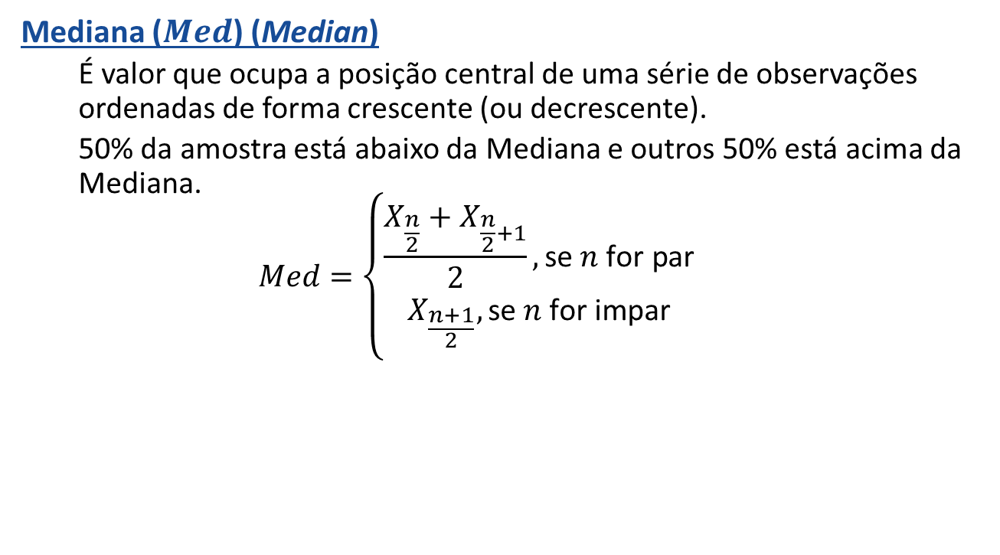 Mediana (𝑴𝒆𝒅) (Median)
É valor que ocupa a posição central de uma série de observações
ordenadas de forma crescente (ou decrescente).
50% da amostra está abaixo da Mediana e outros 50% está acima da
Mediana.
$Med = \begin{cases} \frac{X_{\frac{n}{2}} + X_{\frac{n}{2}+1}}{2}, \text{se } n \text{ for par} \\ X_{\frac{n+1}{2}}, \text{se } n \text{ for impar} \end{cases}$